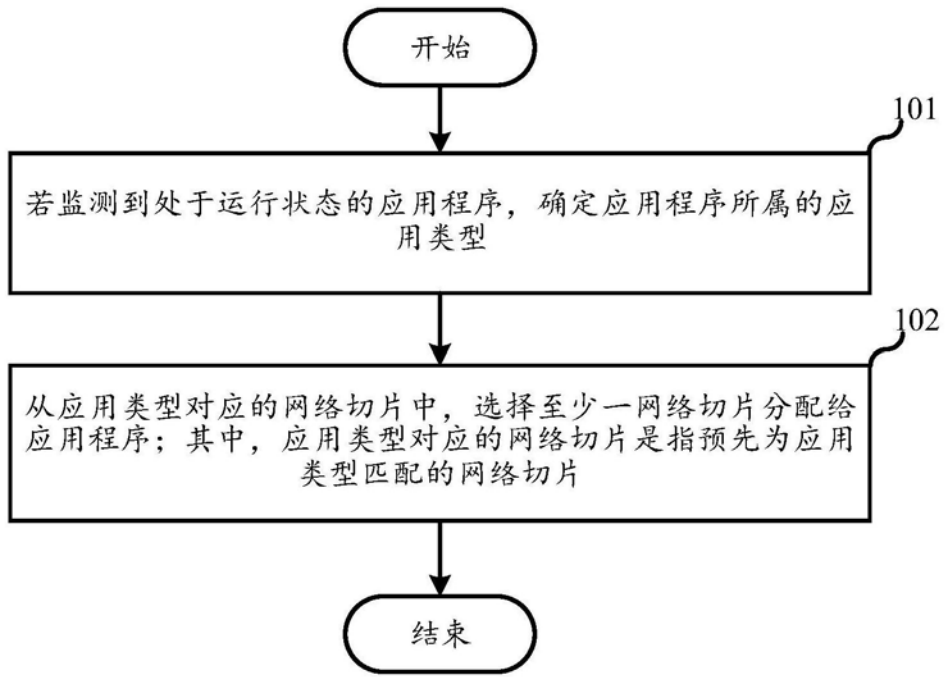 开始
101
若监测到处于运行状态的应用程序，确定应用程序所属的应
用类型
102
从应用类型对应的网络切片中，选择至少一网络切片分配给
应用程序；其中，应用类型对应的网络切片是指预先为应用
类型匹配的网络切片
结束